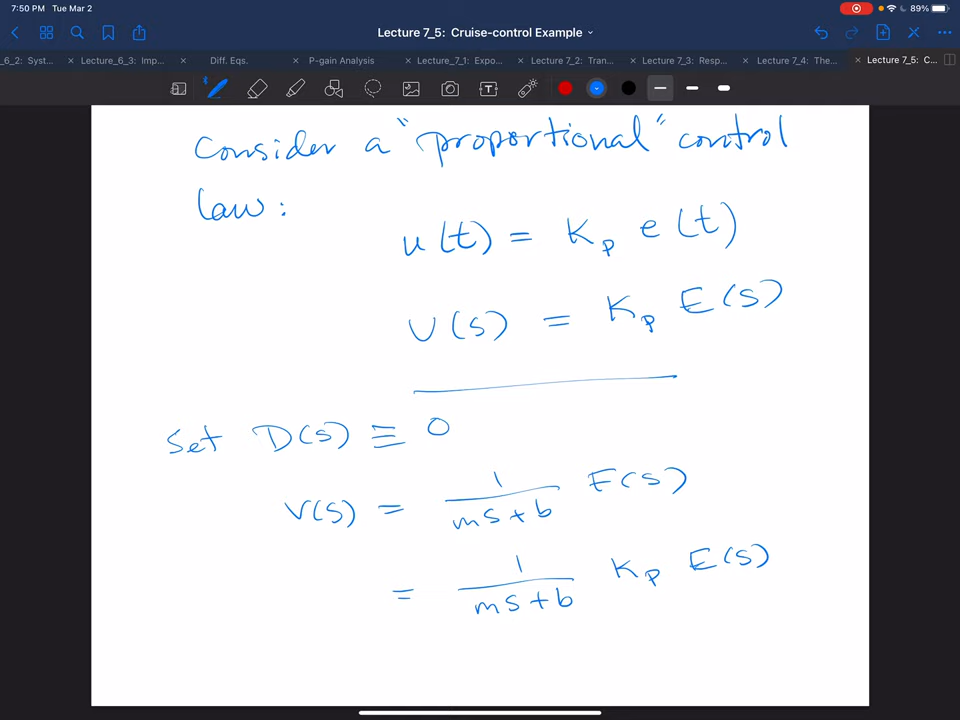 7:50 PM Tue Mar 2
89%
Lecture 7_5: Cruise-control Example
_6_2: Syst...
Lecture_6_3: Imp...
Diff. Eqs.
P-gain Analysis
Lecture_7_1: Expo...
Lecture 7_2: Tran...
Lecture 7_3: Resp...
Lecture 7_4: The...
Lecture 7_5: C...
Consider a "proportional" control
law:
u(t) = Kp e(t)
U(s) = Kp E(s)
Set D(s) ≡ 0
V(s) = 1/(ms+b) E(s)
= 1/(ms+b) Kp E(s)